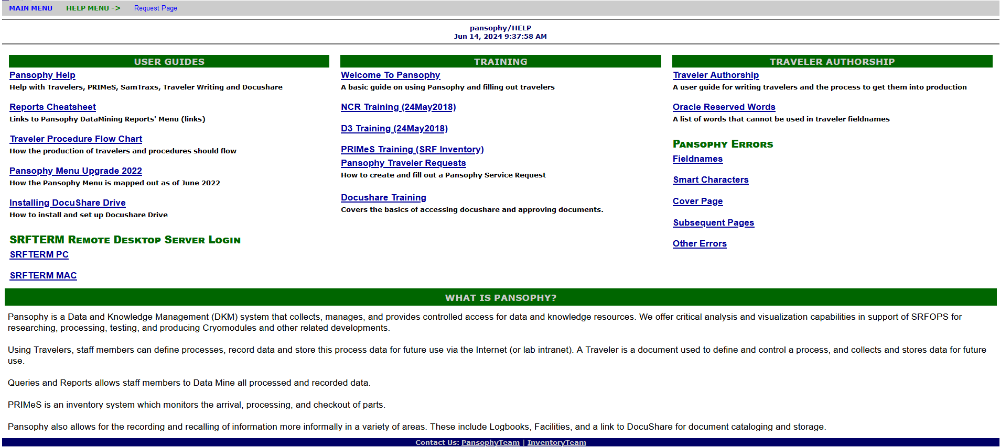 MAIN MENU HELP MENU -> Request Page
pansophy/HELP
Jun 14, 2024 9:37:58 AM
USER GUIDES
Pansophy Help
Help with Travelers, PRIMeS, SamTraxs, Traveler Writing and Docushare
Reports Cheatsheet
Links to Pansophy DataMining Reports' Menu (links)
Traveler Procedure Flow Chart
How the production of travelers and procedures should flow
Pansophy Menu Upgrade 2022
How the Pansophy Menu is mapped out as of June 2022
Installing DocuShare Drive
How to install and set up Docushare Drive
SRFTERM Remote Desktop Server Login
SRFTERM PC
SRFTERM MAC
TRAINING
Welcome To Pansophy
A basic guide on using Pansophy and filling out travelers
NCR Training (24May2018)
D3 Training (24May2018)
PRIMeS Training (SRF Inventory)
Pansophy Traveler Requests
How to create and fill out a Pansophy Service Request
Docushare Training
Covers the basics of accessing docushare and approving documents.
TRAVELER AUTHORSHIP
Traveler Authorship
A user guide for writing travelers and the process to get them into production
Oracle Reserved Words
A list of words that cannot be used in traveler fieldnames
Pansophy Errors
Fieldnames
Smart Characters
Cover Page
Subsequent Pages
Other Errors
WHAT IS PANSOPHY?
Pansophy is a Data and Knowledge Management (DKM) system that collects, manages, and provides controlled access for data and knowledge resources. We offer critical analysis and visualization capabilities in support of SRFOPS for
researching, processing, testing, and producing Cryomodules and other related developments.
Using Travelers, staff members can define processes, record data and store this process data for future use via the Internet (or lab intranet). A Traveler is a document used to define and control a process, and collects and stores data for future
use.
Queries and Reports allows staff members to Data Mine all processed and recorded data.
PRIMeS is an inventory system which monitors the arrival, processing, and checkout of parts.
Pansophy also allows for the recording and recalling of information more informally in a variety of areas. These include Logbooks, Facilities, and a link to DocuShare for document cataloging and storage.
Contact Us: PansophyTeam | InventoryTeam